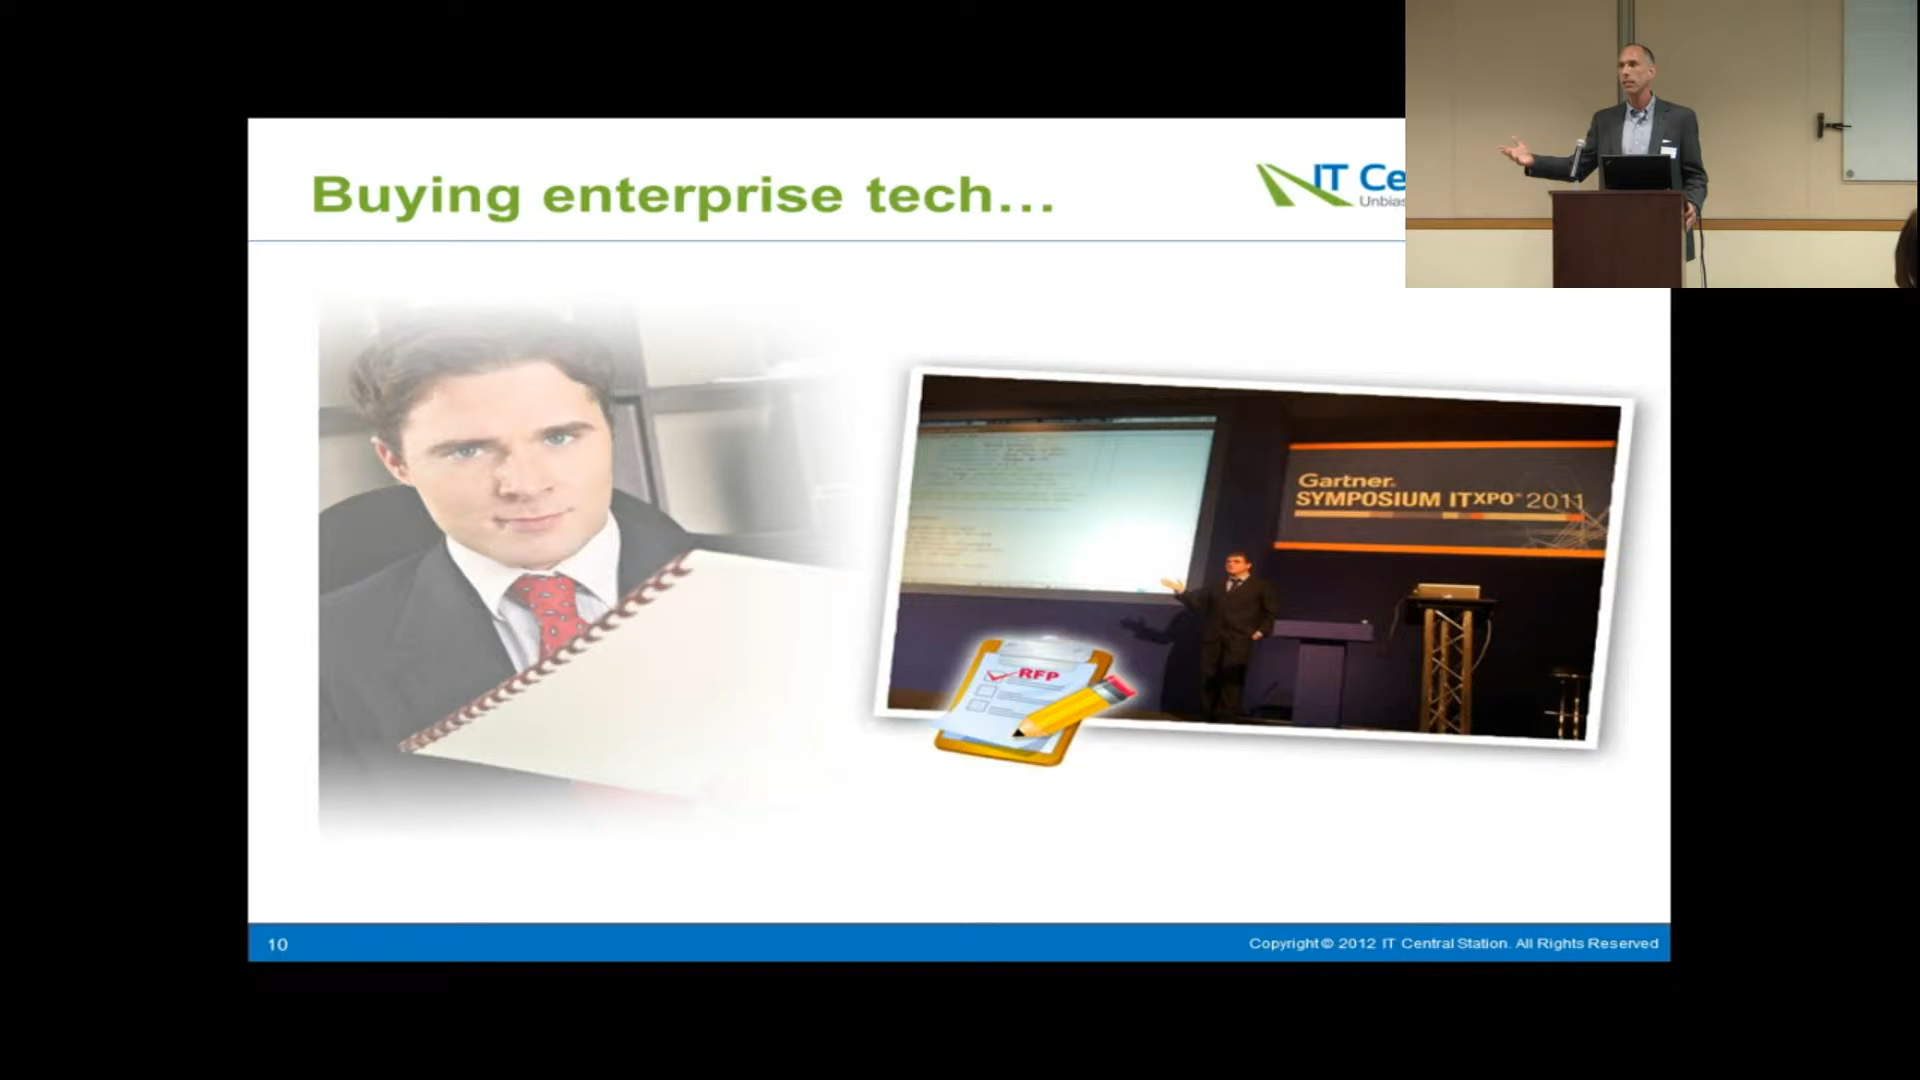 Buying enterprise tech...
IT Ce
Unbias
Gartner.
SYMPOSIUM ITXPO 2011
RFP
10
Copyright © 2012 IT Central Station. All Rights Reserved